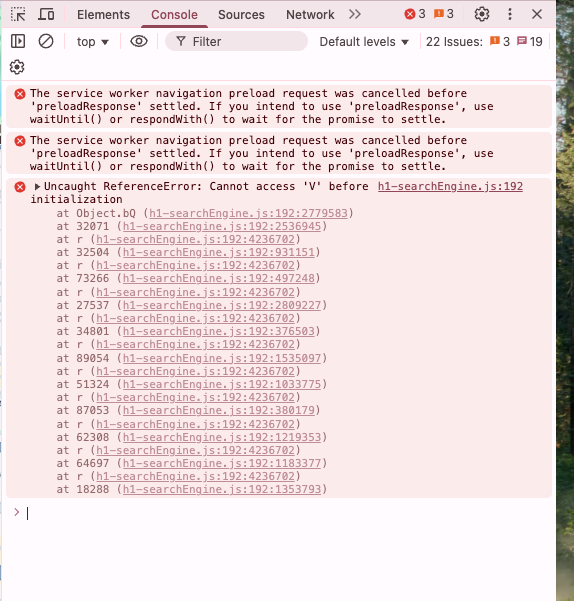 Elements Console Sources Network 3 3
top Filter Default levels 22 Issues: 3 19
The service worker navigation preload request was cancelled before
'preloadResponse' settled. If you intend to use 'preloadResponse', use
waitUntil() or respondWith() to wait for the promise to settle.
The service worker navigation preload request was cancelled before
'preloadResponse' settled. If you intend to use 'preloadResponse', use
waitUntil() or respondWith() to wait for the promise to settle.
Uncaught ReferenceError: Cannot access 'V' before h1-searchEngine.js:192
initialization
at Object.bQ (h1-searchEngine.js:192:2779583)
at 32071 (h1-searchEngine.js:192:2536945)
at r (h1-searchEngine.js:192:4236702)
at 32504 (h1-searchEngine.js:192:931151)
at r (h1-searchEngine.js:192:4236702)
at 73266 (h1-searchEngine.js:192:497248)
at r (h1-searchEngine.js:192:4236702)
at 27537 (h1-searchEngine.js:192:2809227)
at r (h1-searchEngine.js:192:4236702)
at 34801 (h1-searchEngine.js:192:376503)
at r (h1-searchEngine.js:192:4236702)
at 89054 (h1-searchEngine.js:192:1535097)
at r (h1-searchEngine.js:192:4236702)
at 51324 (h1-searchEngine.js:192:1033775)
at r (h1-searchEngine.js:192:4236702)
at 87053 (h1-searchEngine.js:192:380179)
at r (h1-searchEngine.js:192:4236702)
at 62308 (h1-searchEngine.js:192:1219353)
at r (h1-searchEngine.js:192:4236702)
at 64697 (h1-searchEngine.js:192:1183377)
at r (h1-searchEngine.js:192:4236702)
at 18288 (h1-searchEngine.js:192:1353793)